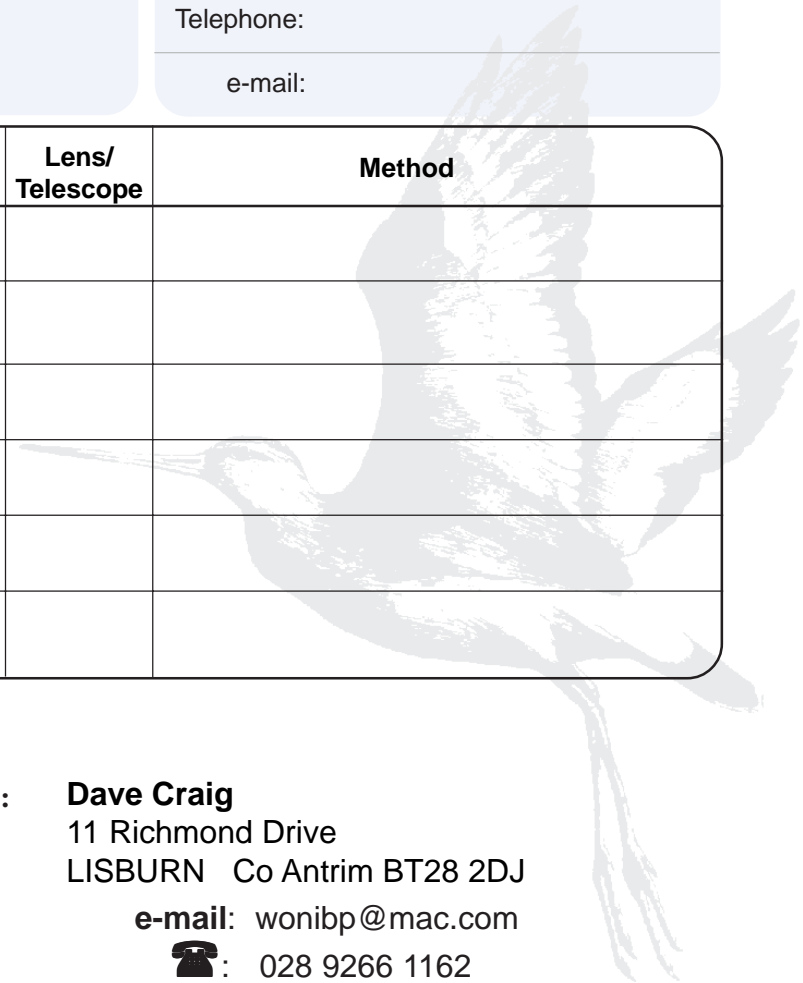 Telephone:
e-mail:
Lens/
Telescope
Method
: Dave Craig
11 Richmond Drive
LISBURN Co Antrim BT28 2DJ
e-mail: wonibp@mac.com
☎: 028 9266 1162